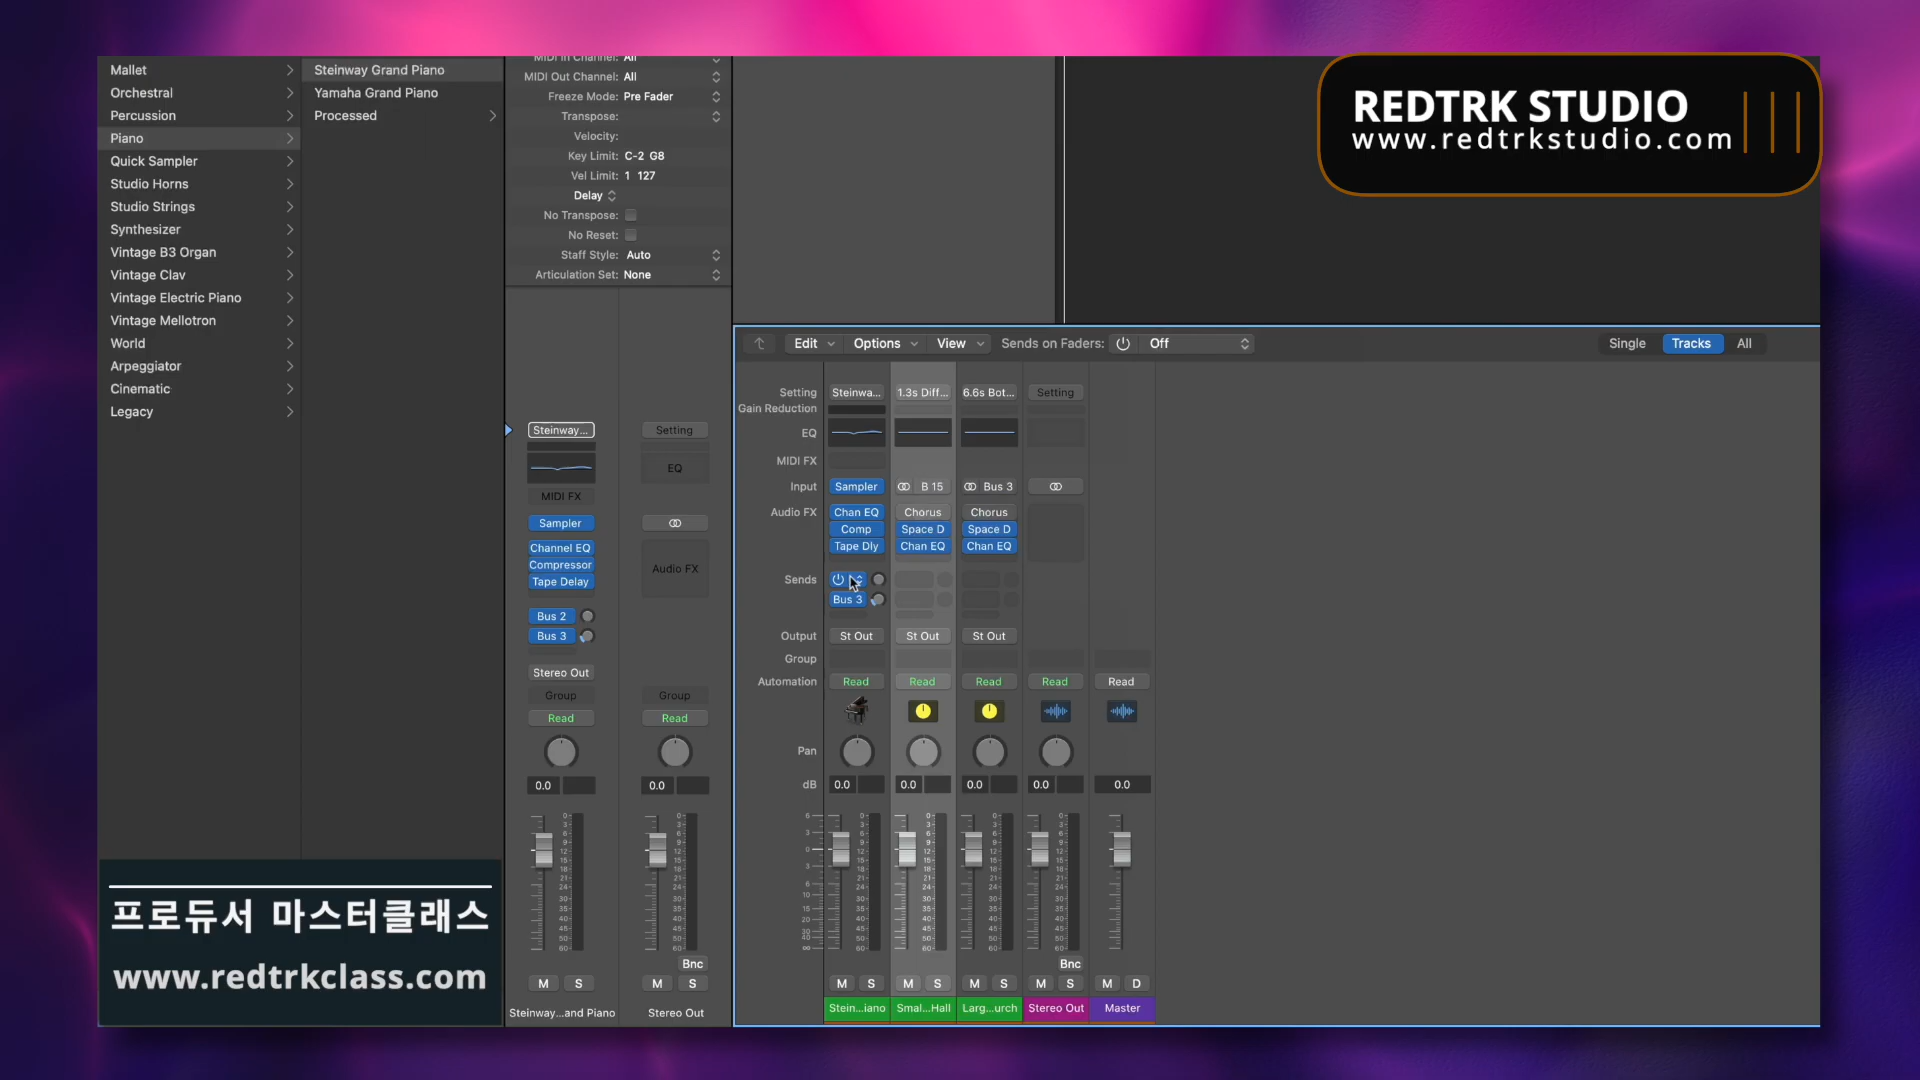 Mallet
Orchestral
Percussion
Piano
Quick Sampler
Studio Horns
Studio Strings
Synthesizer
Vintage B3 Organ
Vintage Clav
Vintage Electric Piano
Vintage Mellotron
World
Arpeggiator
Cinematic
Legacy
Steinway Grand Piano
Yamaha Grand Piano
Processed
MIDI In Channel: All
MIDI Out Channel: All
Freeze Mode: Pre Fader
Transpose:
Velocity:
Key Limit: C-2 G8
Vel Limit: 1 127
Delay
No Transpose:
No Reset:
Staff Style: Auto
Articulation Set: None
REDTRK STUDIO
www.redtrkstudio.com
Steinway...
MIDI FX
Sampler
Channel EQ
Compressor
Tape Delay
Bus 2
Bus 3
Stereo Out
Group
Read
0.0
M S
Steinway...and Piano
Setting
EQ
Audio FX
Group
Read
0.0
Bnc
M S
Stereo Out
Edit Options View Sends on Faders: Off Single Tracks All
Setting Steinwa... 1.3s Diff... 6.6s Bot... Setting
Gain Reduction
EQ
MIDI FX
Input Sampler B 15 Bus 3
Audio FX Chan EQ Chorus Chorus
Comp Space D Space D
Tape Dly Chan EQ Chan EQ
Sends
Bus 3
Output St Out St Out St Out
Group
Automation Read Read Read Read Read
Pan
dB 0.0 0.0 0.0 0.0 0.0
Bnc
M S M S M S M S M D
Stein...iano Smal...Hall Larg...urch Stereo Out Master
프로듀서 마스터클래스
www.redtrkclass.com